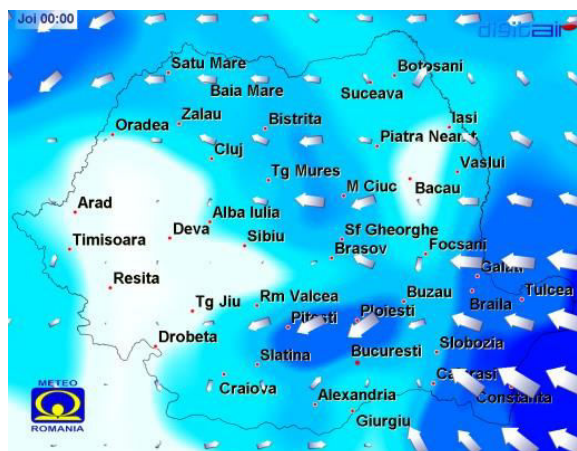 Joi 00:00
digitair
Satu Mare
Botosani
Baia Mare
Suceava
Zalau
Bistrita
Iasi
Oradea
Piatra Neamt
Cluj
Vaslui
Tg Mures
Bacau
M Ciuc
Arad
Alba Iulia
Deva
Sf Gheorghe
Timisoara
Sibiu
Focsani
Brasov
Galati
Resita
Tg Jiu
Rm Valcea
Buzau
Braila
Tulcea
Pitesti
Ploiesti
Drobeta
Slobozia
Slatina
Bucuresti
Craiova
Calarasi
Constanta
Alexandria
Giurgiu
METEO
ROMANIA